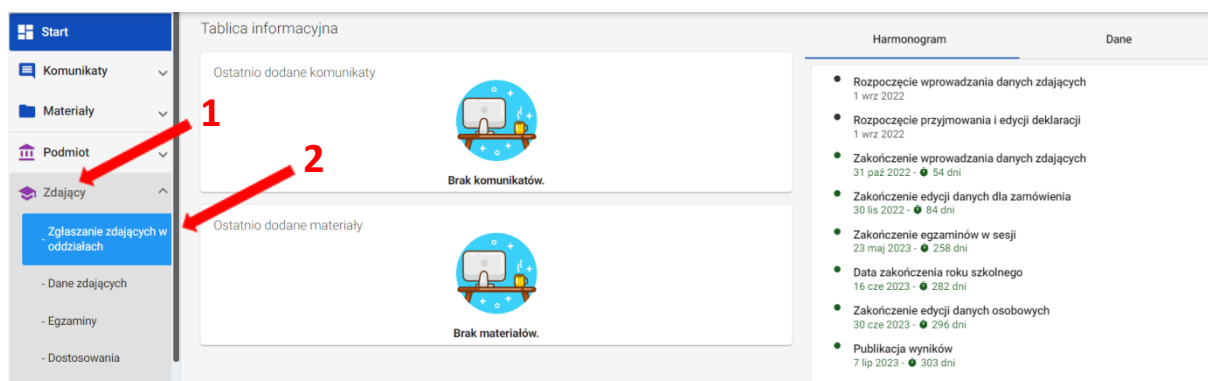 Start
Komunikaty
Materiały
Podmiot
Zdający
- Zgłaszanie zdających w
oddziałach
- Dane zdających
- Egzaminy
- Dostosowania
1
2
Tablica informacyjna
Ostatnio dodane komunikaty
Brak komunikatów.
Ostatnio dodane materiały
Brak materiałów.
Harmonogram
Dane
Rozpoczęcie wprowadzania danych zdających
1 wrz 2022
Rozpoczęcie przyjmowania i edycji deklaracji
1 wrz 2022
Zakończenie wprowadzania danych zdających
31 paź 2022 - 54 dni
Zakończenie edycji danych dla zamówienia
30 lis 2022 - 84 dni
Zakończenie egzaminów w sesji
23 maj 2023 - 258 dni
Data zakończenia roku szkolnego
16 cze 2023 - 282 dni
Zakończenie edycji danych osobowych
30 cze 2023 - 296 dni
Publikacja wyników
7 lip 2023 - 303 dni